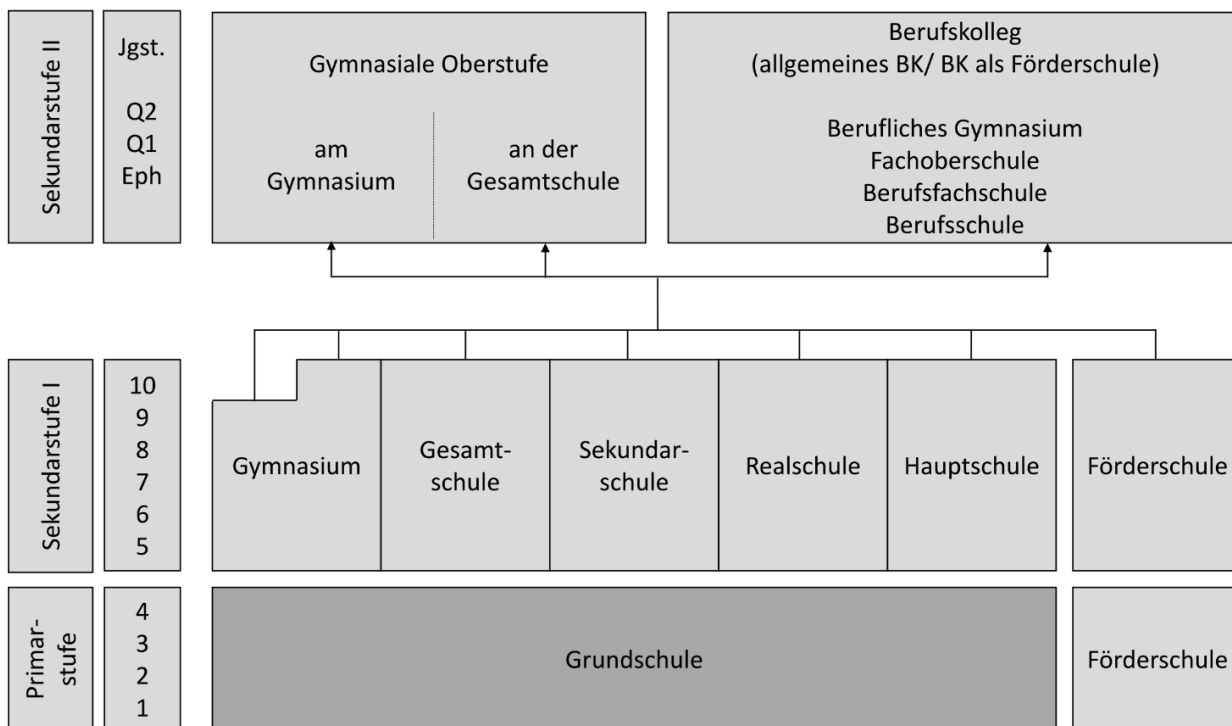 Sekundarstufe II
Jgst.
Q2
Q1
Eph
Gymnasiale Oberstufe
am
Gymnasium
an der
Gesamtschule
Berufskolleg
(allgemeines BK/ BK als Förderschule)
Berufliches Gymnasium
Fachoberschule
Berufsfachschule
Berufsschule
Sekundarstufe I
10
9
8
7
6
5
Gymnasium
Gesamt-
schule
Sekundar-
schule
Realschule
Hauptschule
Förderschule
Primar-
stufe
4
3
2
1
Grundschule
Förderschule